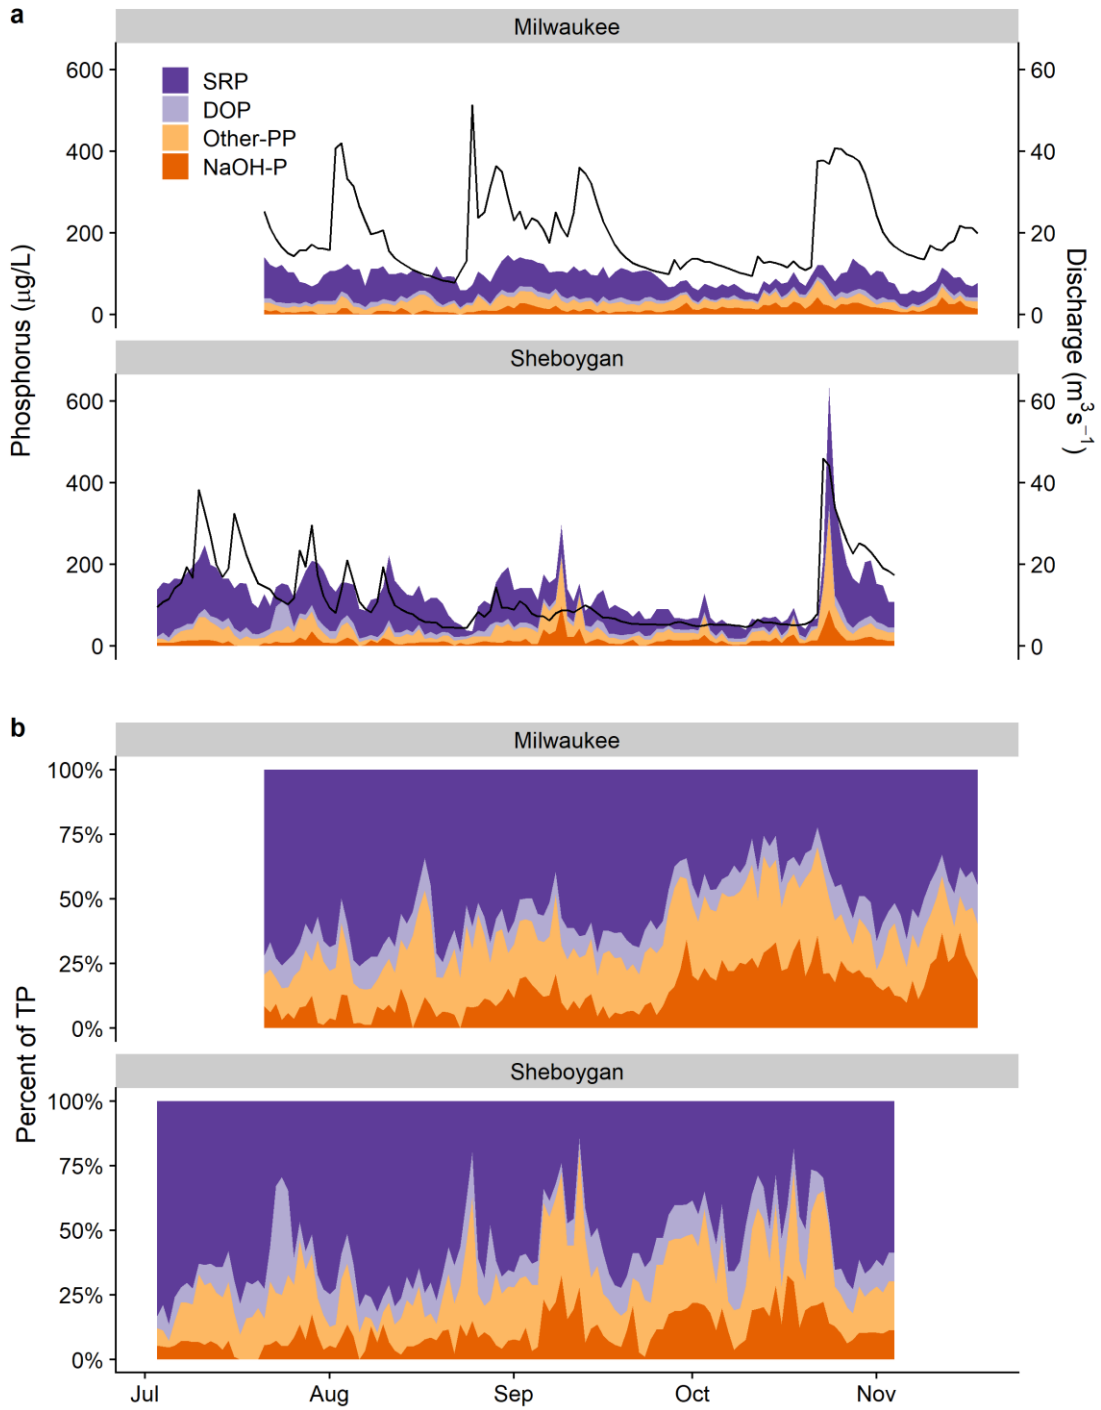 a
Milwaukee
600
400
200
0
SRP
DOP
Other-PP
NaOH-P
60
40
20
0
Phosphorus (µg/L)
Discharge (m³ s⁻¹)
Sheboygan
600
400
200
0
60
40
20
0
b
Milwaukee
100%
75%
50%
25%
0%
Percent of TP
Sheboygan
100%
75%
50%
25%
0%
Jul Aug Sep Oct Nov